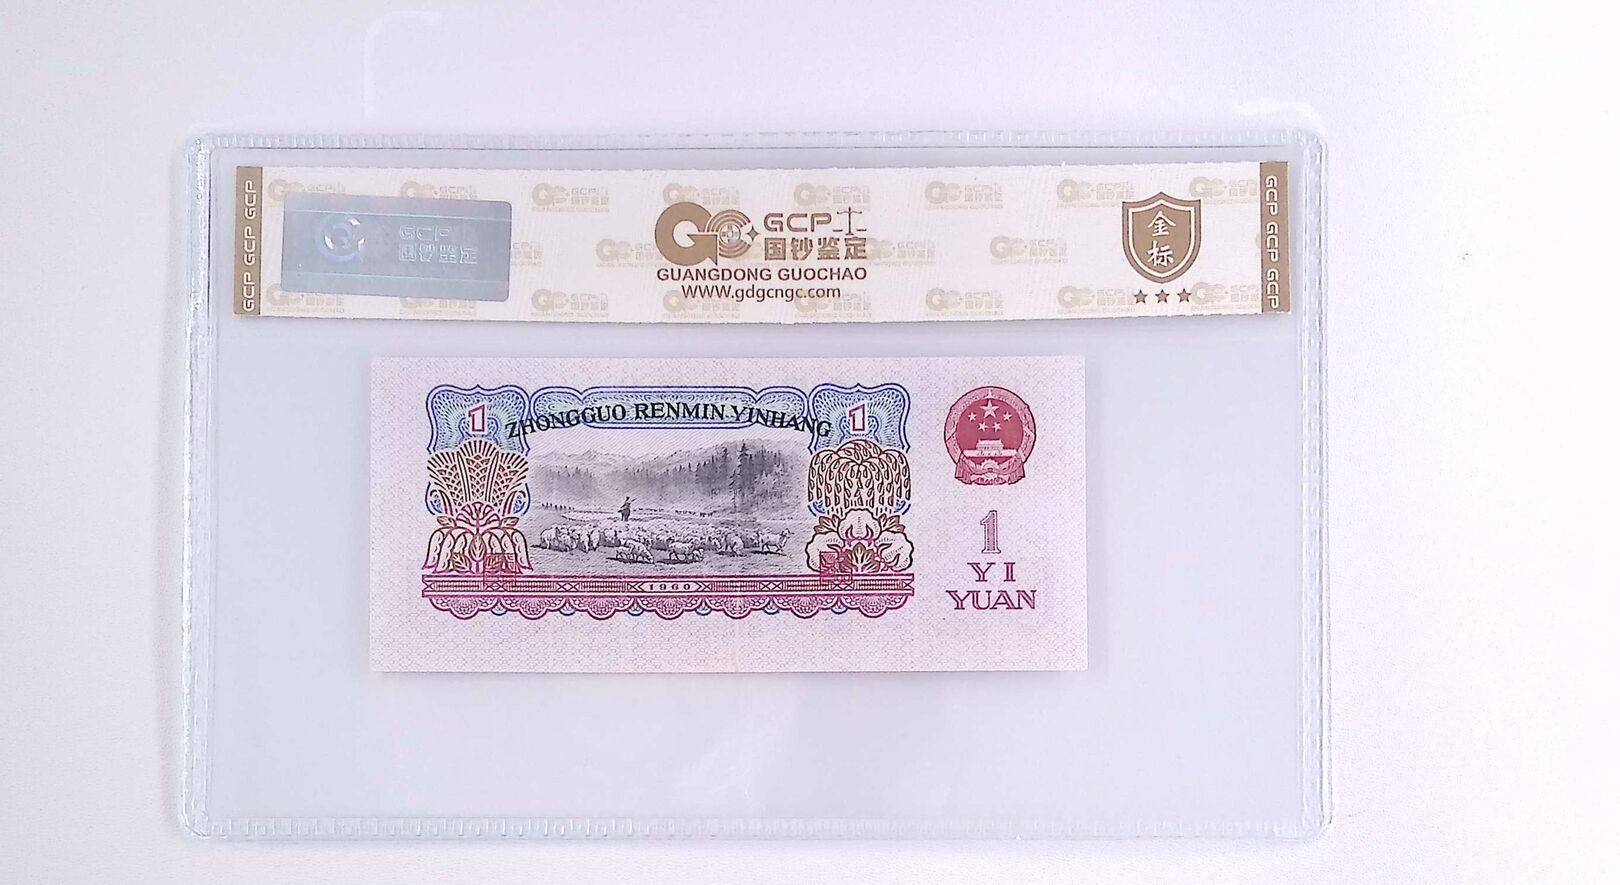 GCP GCP GCP
GCP
国钞鉴定
GCP
国钞鉴定
GUANGDONG GUOCHAO
WWW.gdgcngc.com
金
标
GCP GCP GCP
1
ZHONGGUO RENMIN YINHANG
1
1960
1
YI
YUAN